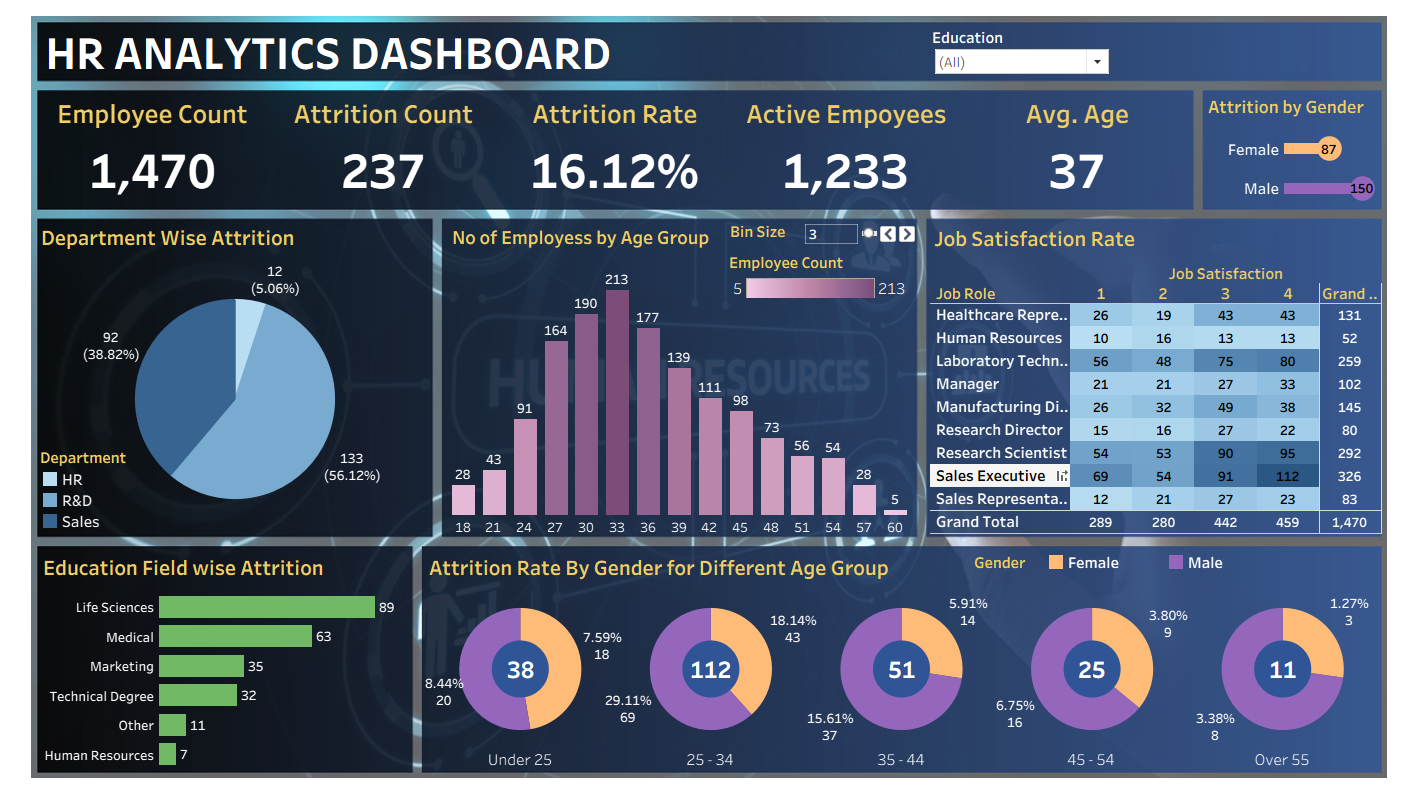 HR ANALYTICS DASHBOARD
Education
(All)
Employee Count
Attrition Count
Attrition Rate
Active Empoyees
Avg. Age
1,470
237
16.12%
1,233
37
Attrition by Gender
Female 87
Male 150
Department Wise Attrition
12
(5.06%)
92
(38.82%)
133
(56.12%)
Department
HR
R&D
Sales
No of Employess by Age Group
Bin Size 3
Employee Count
5 213
28 43 91 164 190 213 177 139 111 98 73 56 54 28 5
18 21 24 27 30 33 36 39 42 45 48 51 54 57 60
HUMAN RESOURCES
Job Satisfaction Rate
Job Satisfaction
Job Role 1 2 3 4 Grand ..
Healthcare Repre.. 26 19 43 43 131
Human Resources 10 16 13 13 52
Laboratory Techn.. 56 48 75 80 259
Manager 21 21 27 33 102
Manufacturing Di.. 26 32 49 38 145
Research Director 15 16 27 22 80
Research Scientist 54 53 90 95 292
Sales Executive 69 54 91 112 326
Sales Representa.. 12 21 27 23 83
Grand Total 289 280 442 459 1,470
Education Field wise Attrition
Life Sciences 89
Medical 63
Marketing 35
Technical Degree 32
Other 11
Human Resources 7
Attrition Rate By Gender for Different Age Group
Gender Female Male
7.59%
18
38
8.44%
20
Under 25
18.14%
43
112
29.11%
69
25 - 34
5.91%
14
51
15.61%
37
35 - 44
3.80%
9
25
6.75%
16
45 - 54
1.27%
3
11
3.38%
8
Over 55